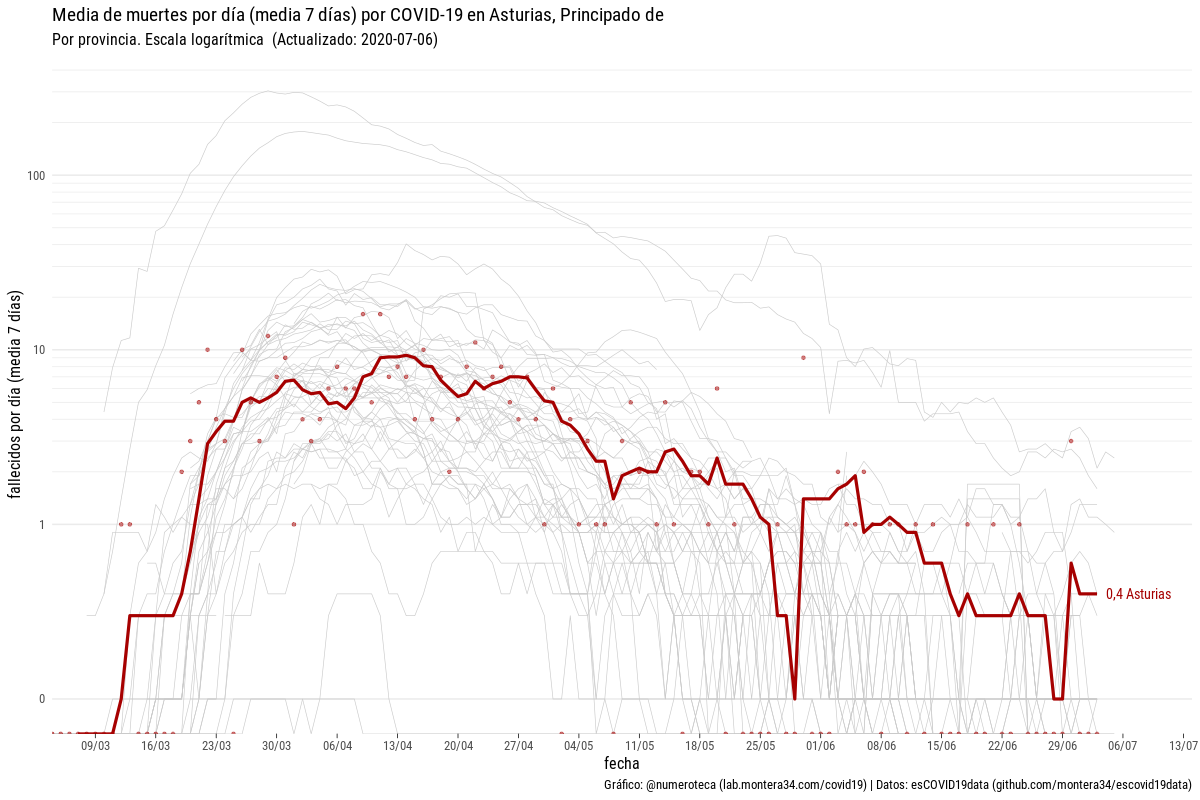 Media de muertes por día (media 7 días) por COVID-19 en Asturias, Principado de
Por provincia. Escala logarítmica  (Actualizado: 2020-07-06)
fallecidos por día (media 7 días)
100
10
1
0
0,4 Asturias
09/03 16/03 23/03 30/03 06/04 13/04 20/04 27/04 04/05 11/05 18/05 25/05 01/06 08/06 15/06 22/06 29/06 06/07 13/07
fecha
Gráfico: @numeroteca (lab.montera34.com/covid19) | Datos: esCOVID19data (github.com/montera34/escovid19data)